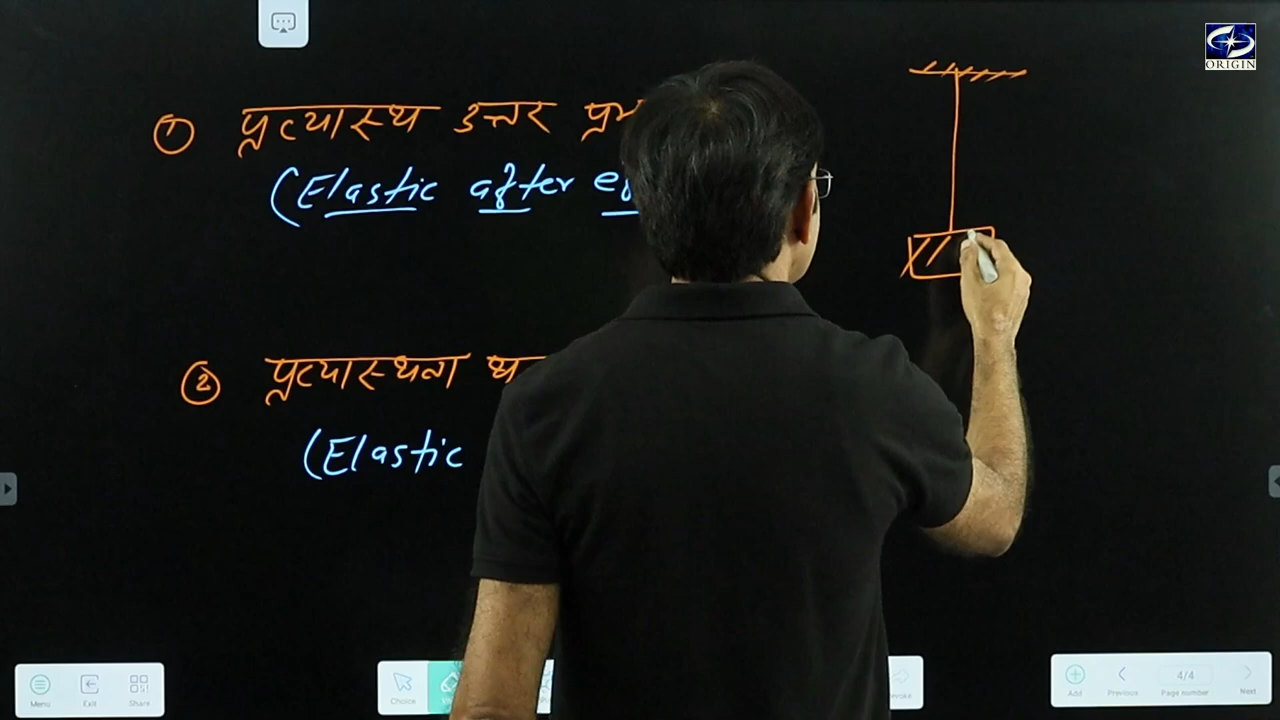 ① प्रत्यास्थ उत्तर
(Elastic after
② प्रत्यास्थता
(Elastic
ORIGIN
Menu Exit Share
Choice
Add Previous 4/4 Page number Next